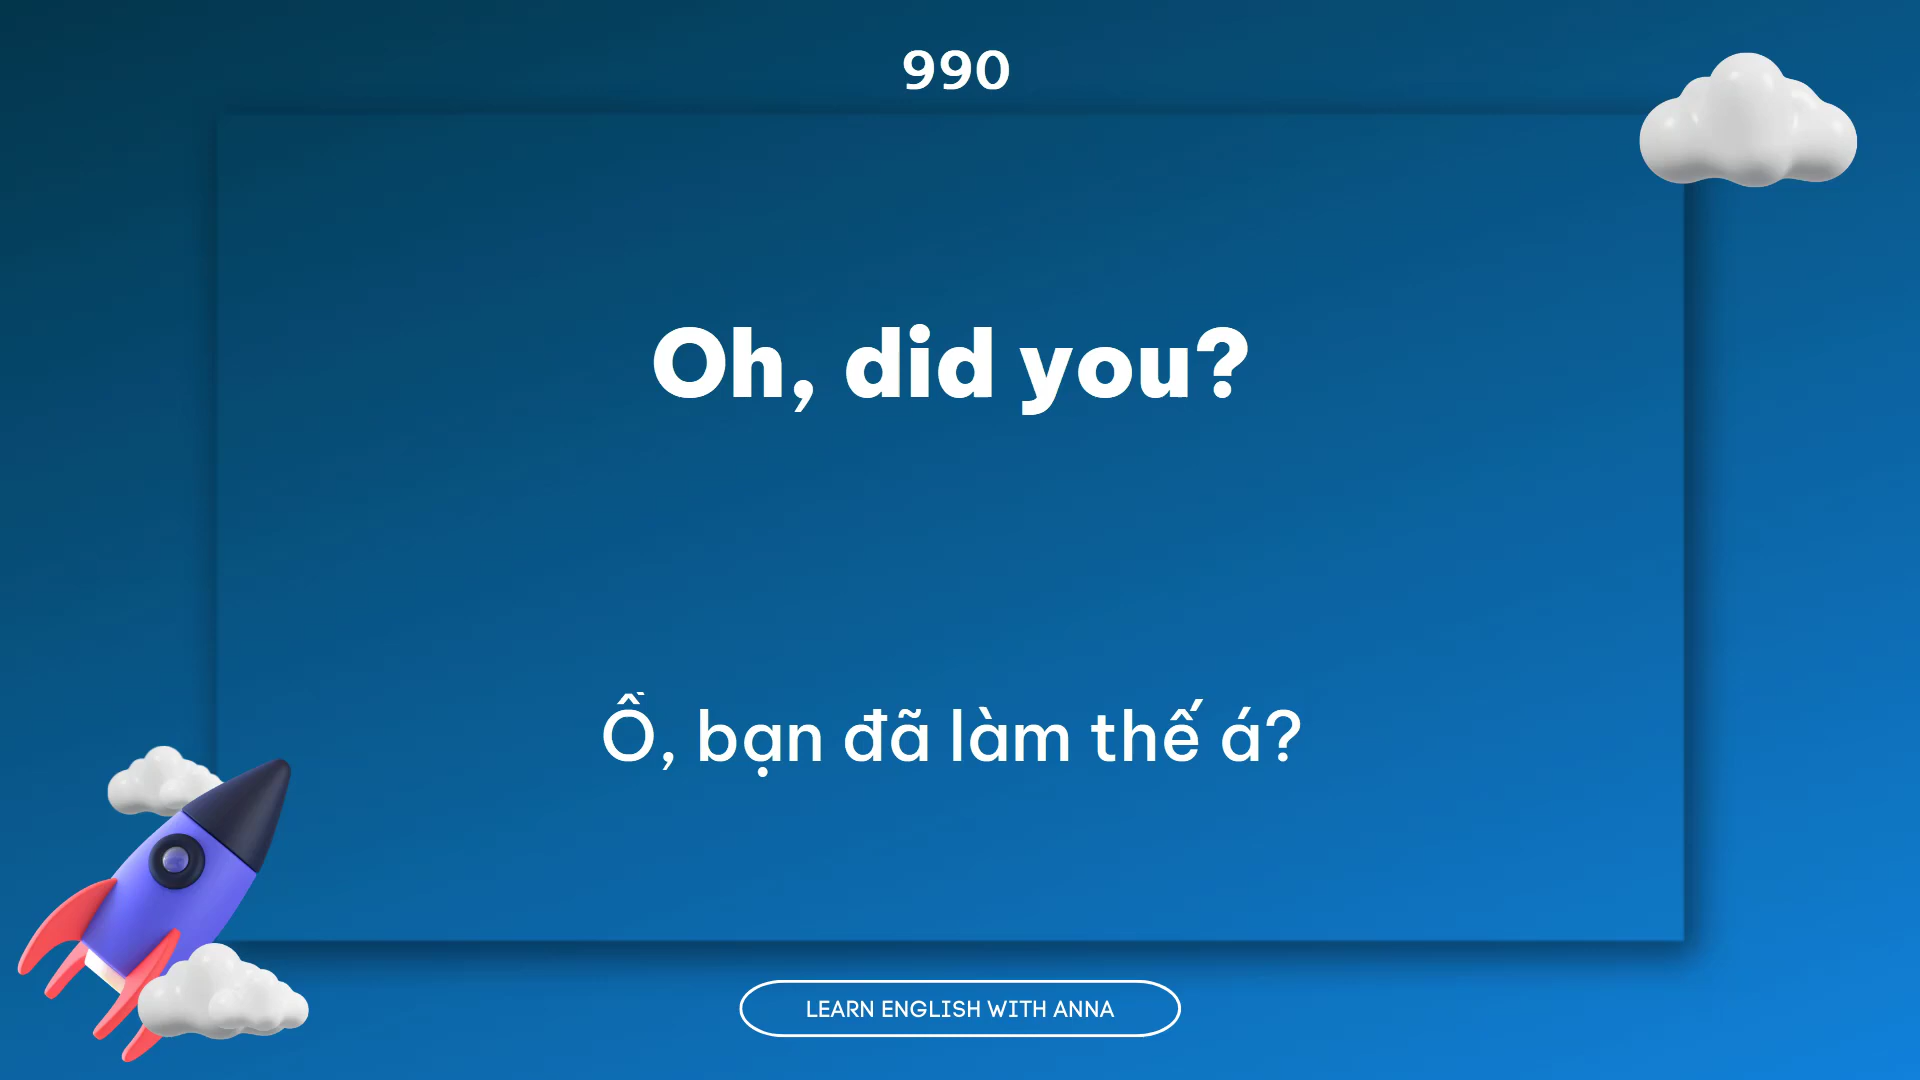 990
Oh, did you?
Ồ, bạn đã làm thế á?
LEARN ENGLISH WITH ANNA